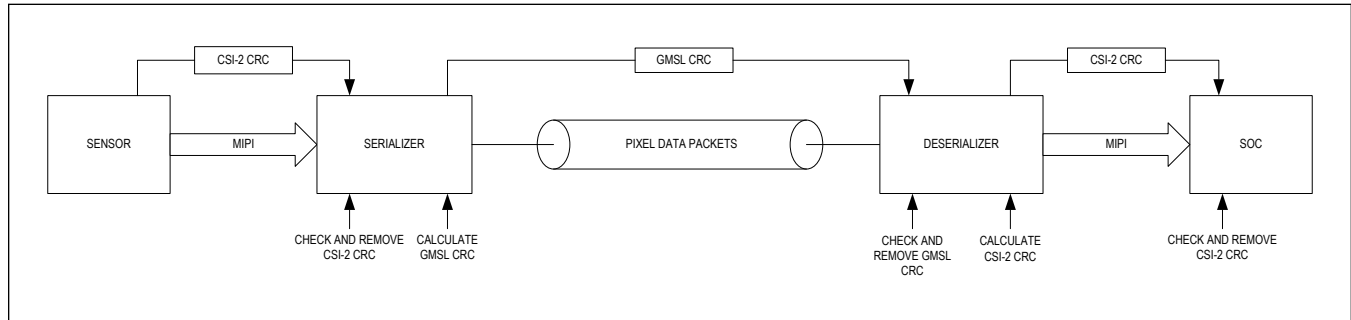 CSI-2 CRC
GMSL CRC
CSI-2 CRC
SENSOR
MIPI
SERIALIZER
PIXEL DATA PACKETS
DESERIALIZER
MIPI
SOC
CHECK AND REMOVE
CSI-2 CRC
CALCULATE
GMSL CRC
CHECK AND
REMOVE GMSL
CRC
CALCULATE
CSI-2 CRC
CHECK AND REMOVE
CSI-2 CRC